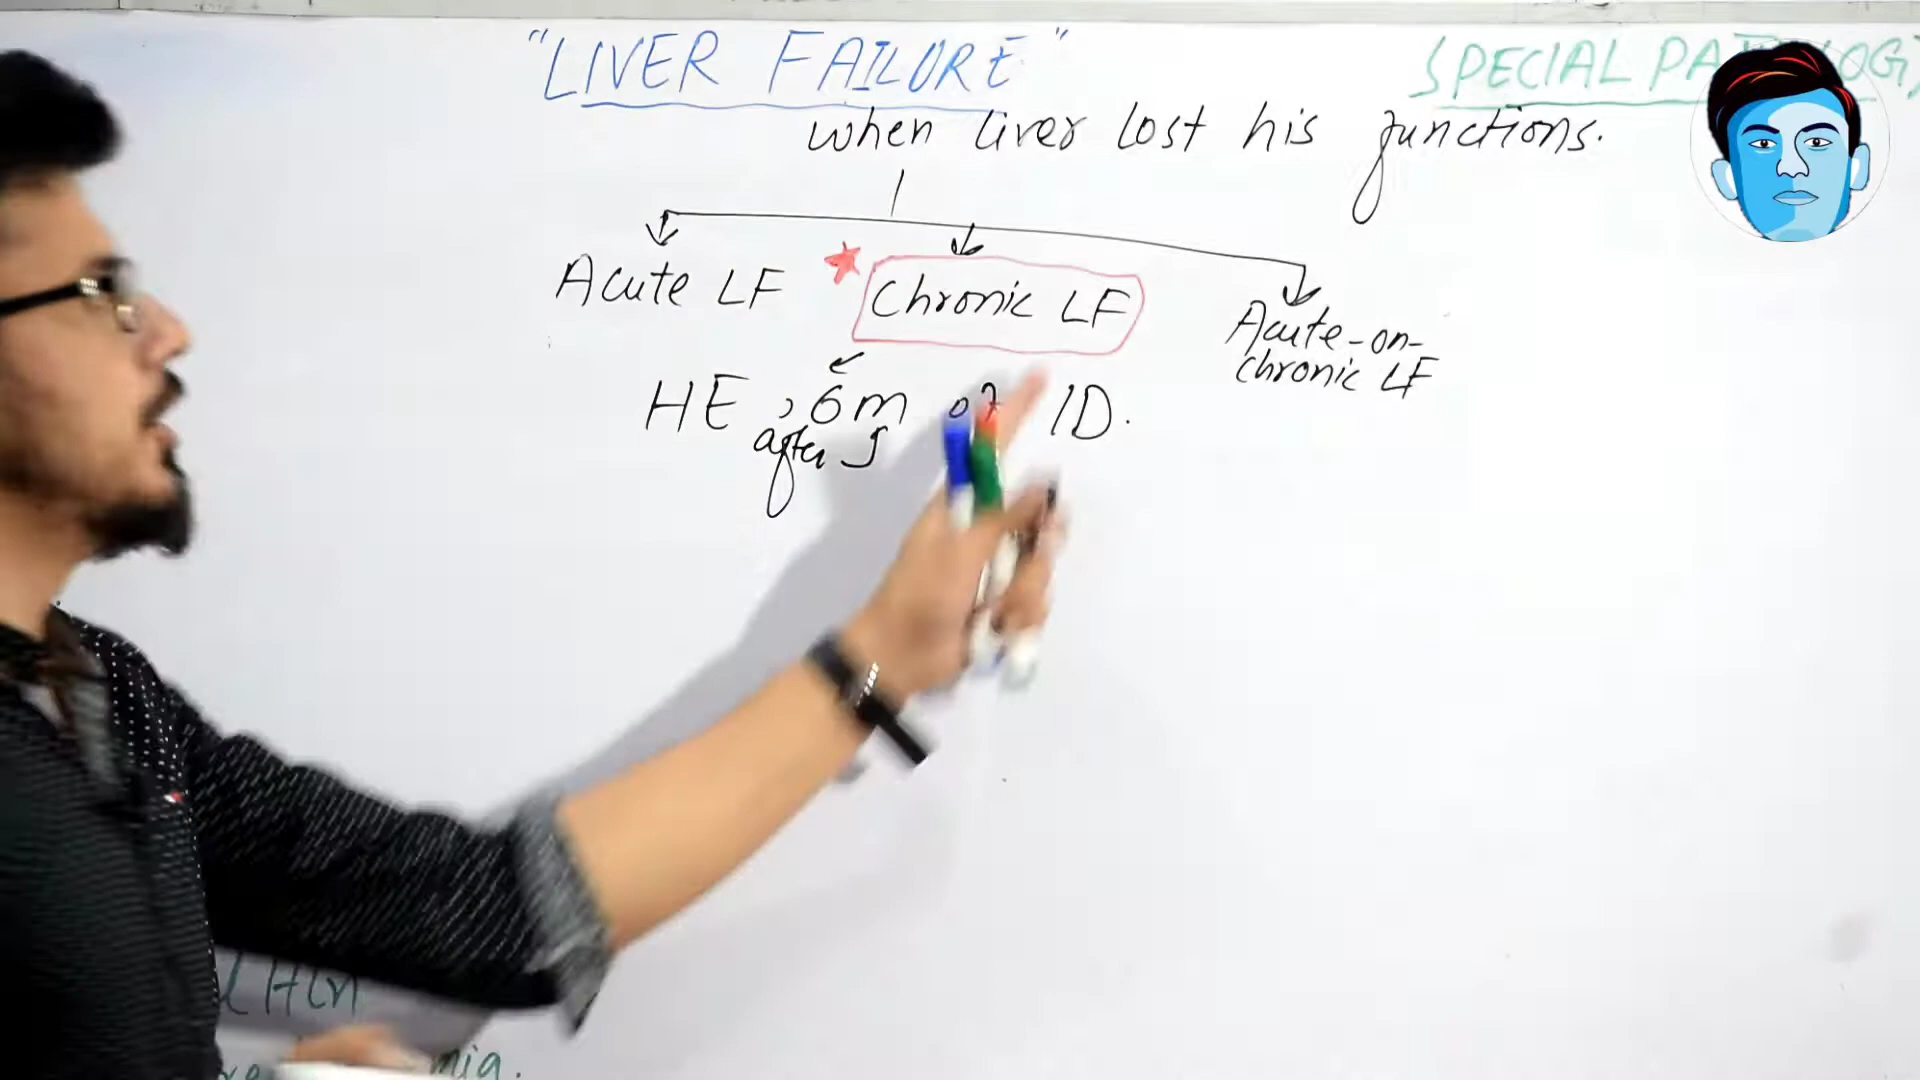 "LIVER FAILURE"
SPECIAL
when liver lost his functions.
Acute LF
Chronic LF
Acute-on-
chronic LF
HE, 6m of ID.
after